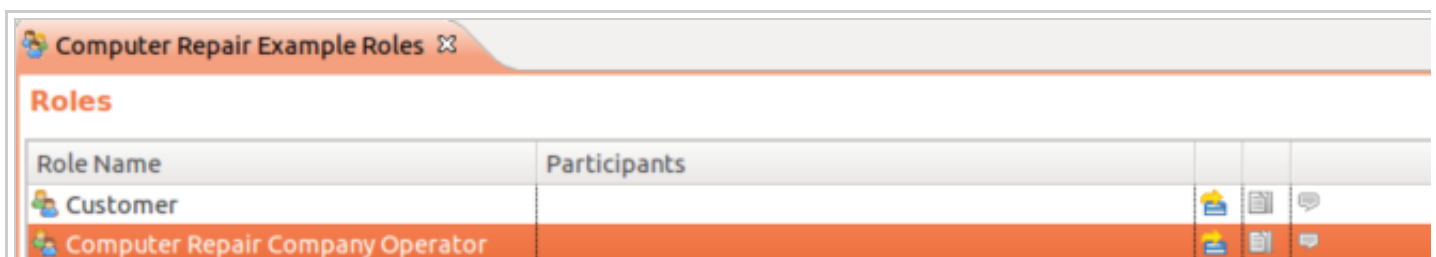 Computer Repair Example Roles
Roles
Role Name Participants
Customer
Computer Repair Company Operator